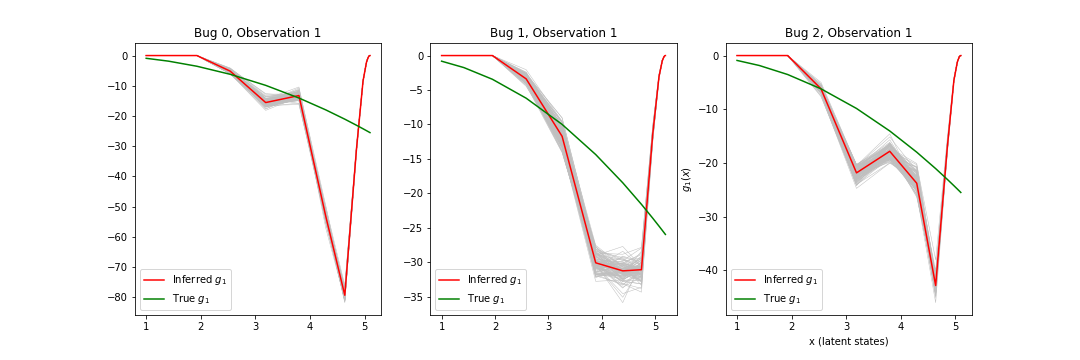 Bug 0, Observation 1
0
−10
−20
−30
−40
−50
−60
−70
−80
1 2 3 4 5
Inferred g₁
True g₁
Bug 1, Observation 1
0
−5
−10
−15
−20
−25
−30
−35
1 2 3 4 5
Inferred g₁
True g₁
Bug 2, Observation 1
g₁(x)
0
−10
−20
−30
−40
1 2 3 4 5
x (latent states)
Inferred g₁
True g₁